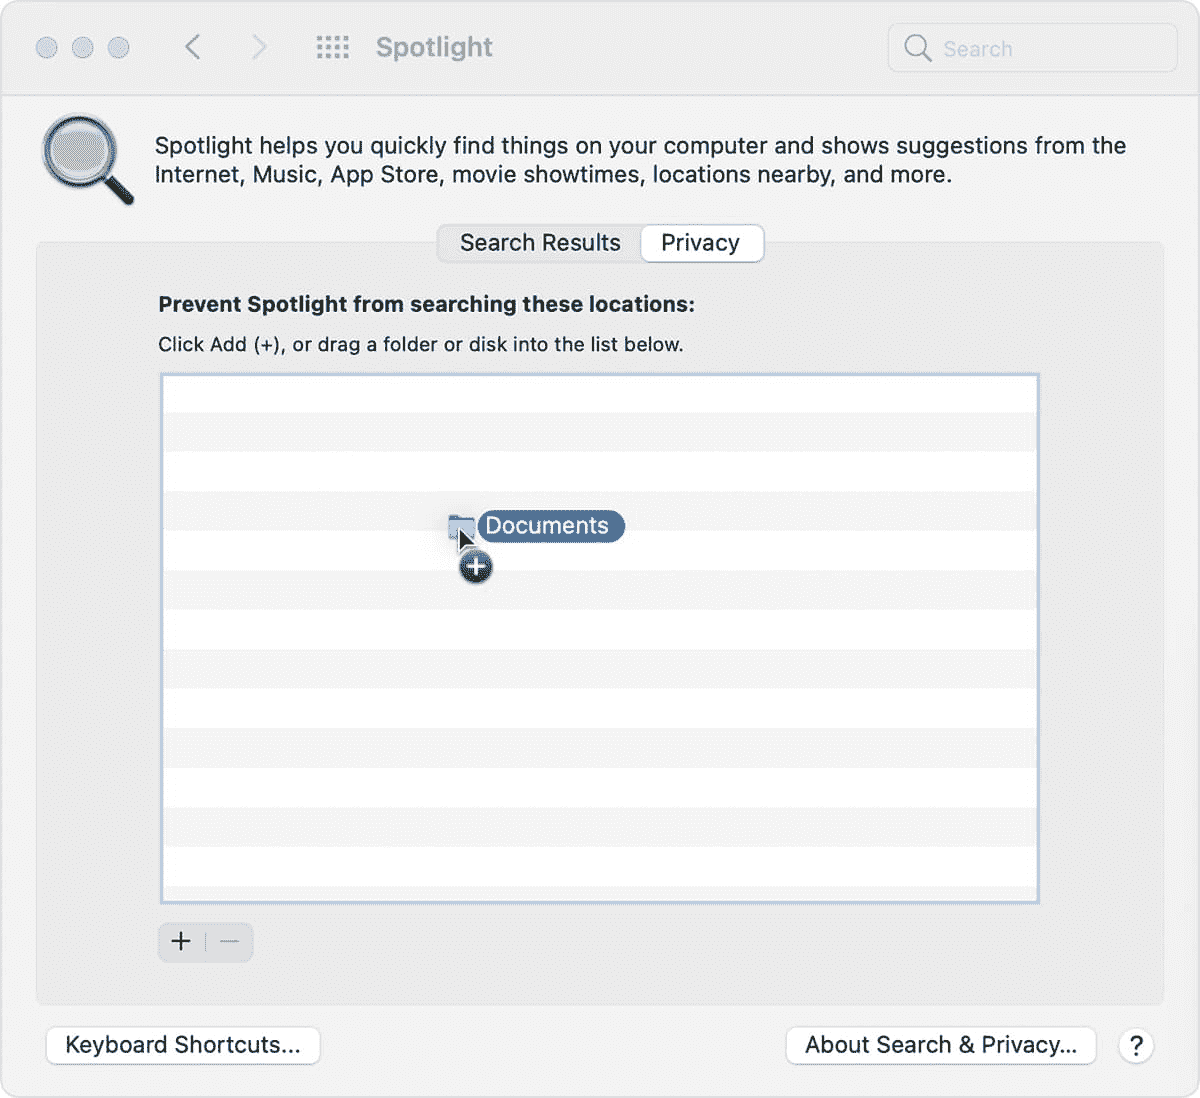 Spotlight
Search
Spotlight helps you quickly find things on your computer and shows suggestions from the
Internet, Music, App Store, movie showtimes, locations nearby, and more.
Search Results
Privacy
Prevent Spotlight from searching these locations:
Click Add (+), or drag a folder or disk into the list below.
Documents
Keyboard Shortcuts...
About Search & Privacy...
?